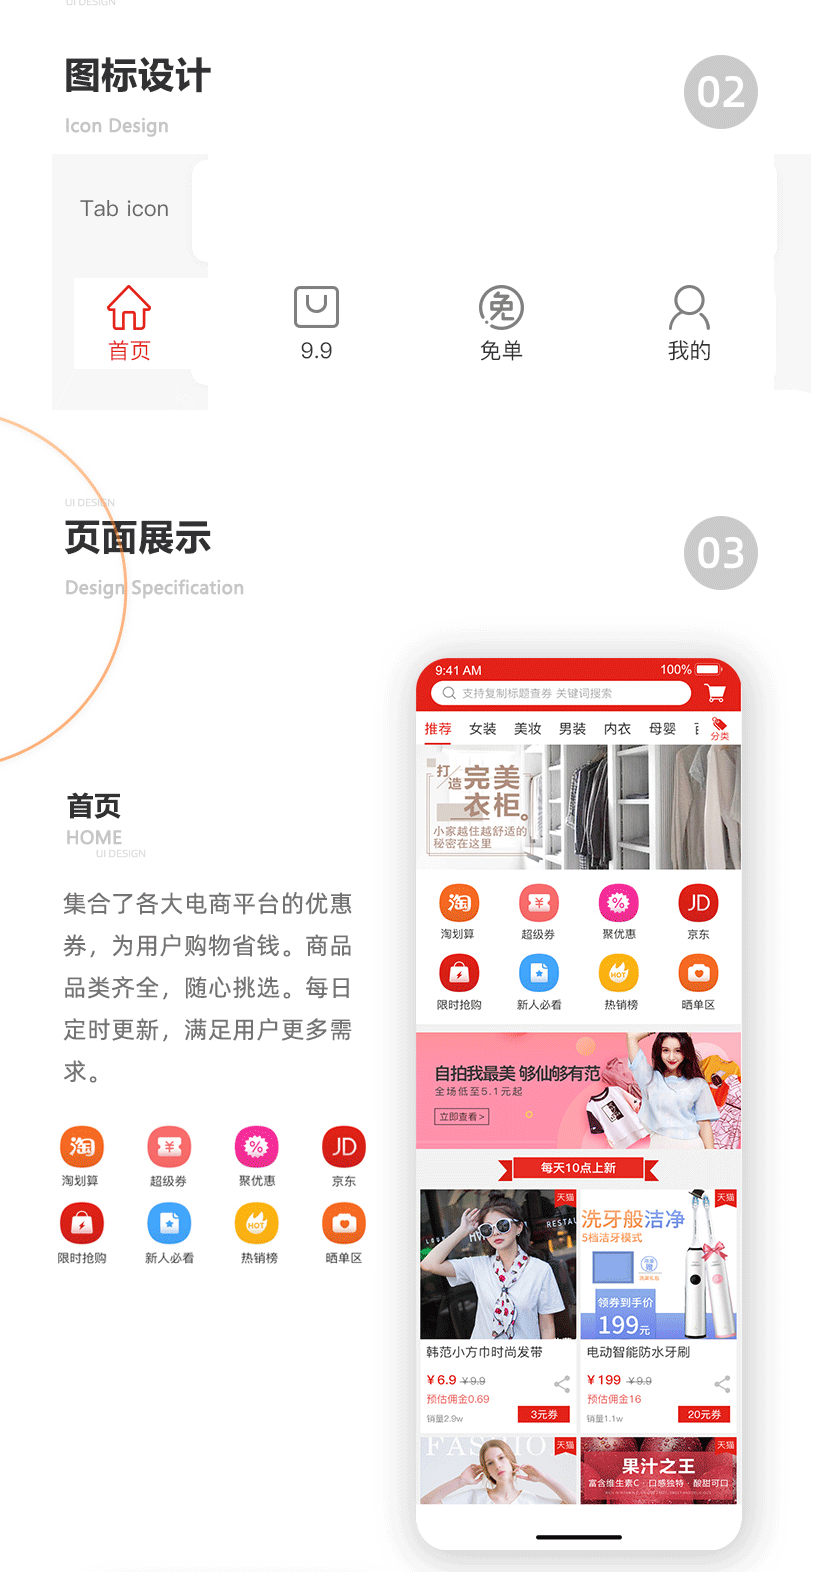 UI DESIGN
图标设计
02
Icon Design
Tab icon
首页
9.9
免
免单
我的
UI DESIGN
页面展示
03
Design Specification
首页
HOME
UI DESIGN
集合了各大电商平台的优惠
券，为用户购物省钱。商品
品类齐全，随心挑选。每日
定时更新，满足用户更多需
求。
淘
¥
%
JD
淘划算
超级券
聚优惠
京东
HOT
限时抢购
新人必看
热销榜
晒单区
9:41 AM
100%
支持复制标题查券 关键词搜索
推荐
女装
美妆
男装
内衣
母婴
分类
打造
完美
衣柜。
小家越住越舒适的
秘密在这里
淘
¥
%
JD
淘划算
超级券
聚优惠
京东
HOT
限时抢购
新人必看
热销榜
晒单区
自拍我最美 够仙够有范
全场低至5.1元起
立即查看>
每天10点上新
天猫
RESTAU
天猫
洗牙般洁净
5档洁牙模式
领券到手价
199元
韩范小方巾时尚发带
¥6.9 ¥9.9
预估佣金0.69
销量2.9w
3元券
电动智能防水牙刷
¥199 ¥9.9
预估佣金16
销量1.1w
20元券
FASHIO
天猫
天猫
果汁之王
富含维生素C · 口感独特 · 酸甜可口